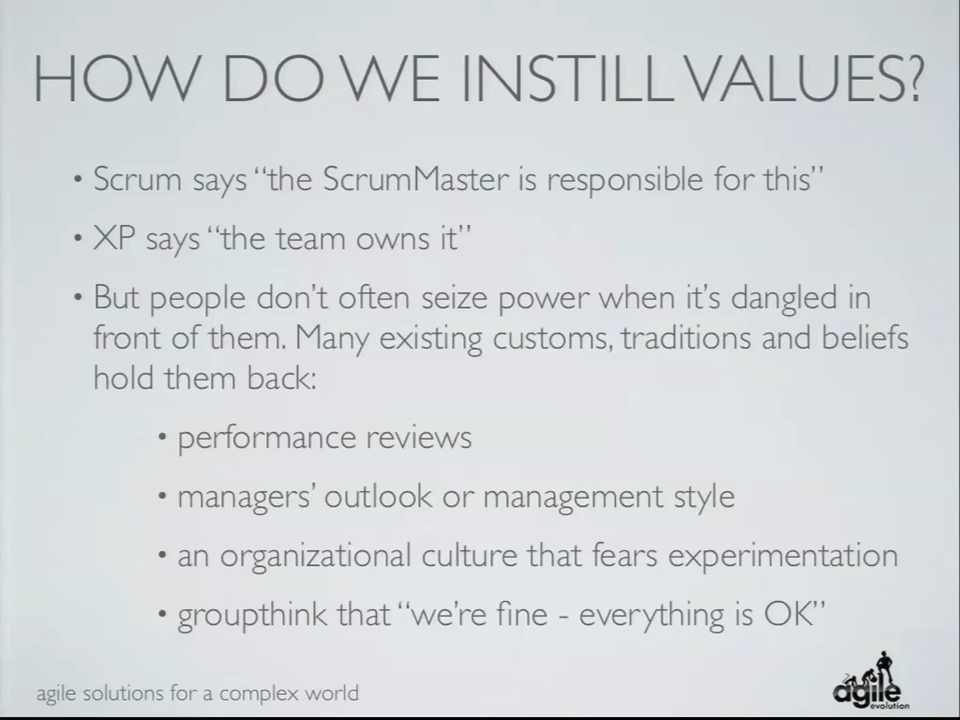 HOW DO WE INSTILL VALUES?
• Scrum says “the ScrumMaster is responsible for this”
• XP says “the team owns it”
• But people don’t often seize power when it’s dangled in
front of them. Many existing customs, traditions and beliefs
hold them back:
• performance reviews
• managers’ outlook or management style
• an organizational culture that fears experimentation
• groupthink that “we’re fine - everything is OK”
agile solutions for a complex world
agile
evolution